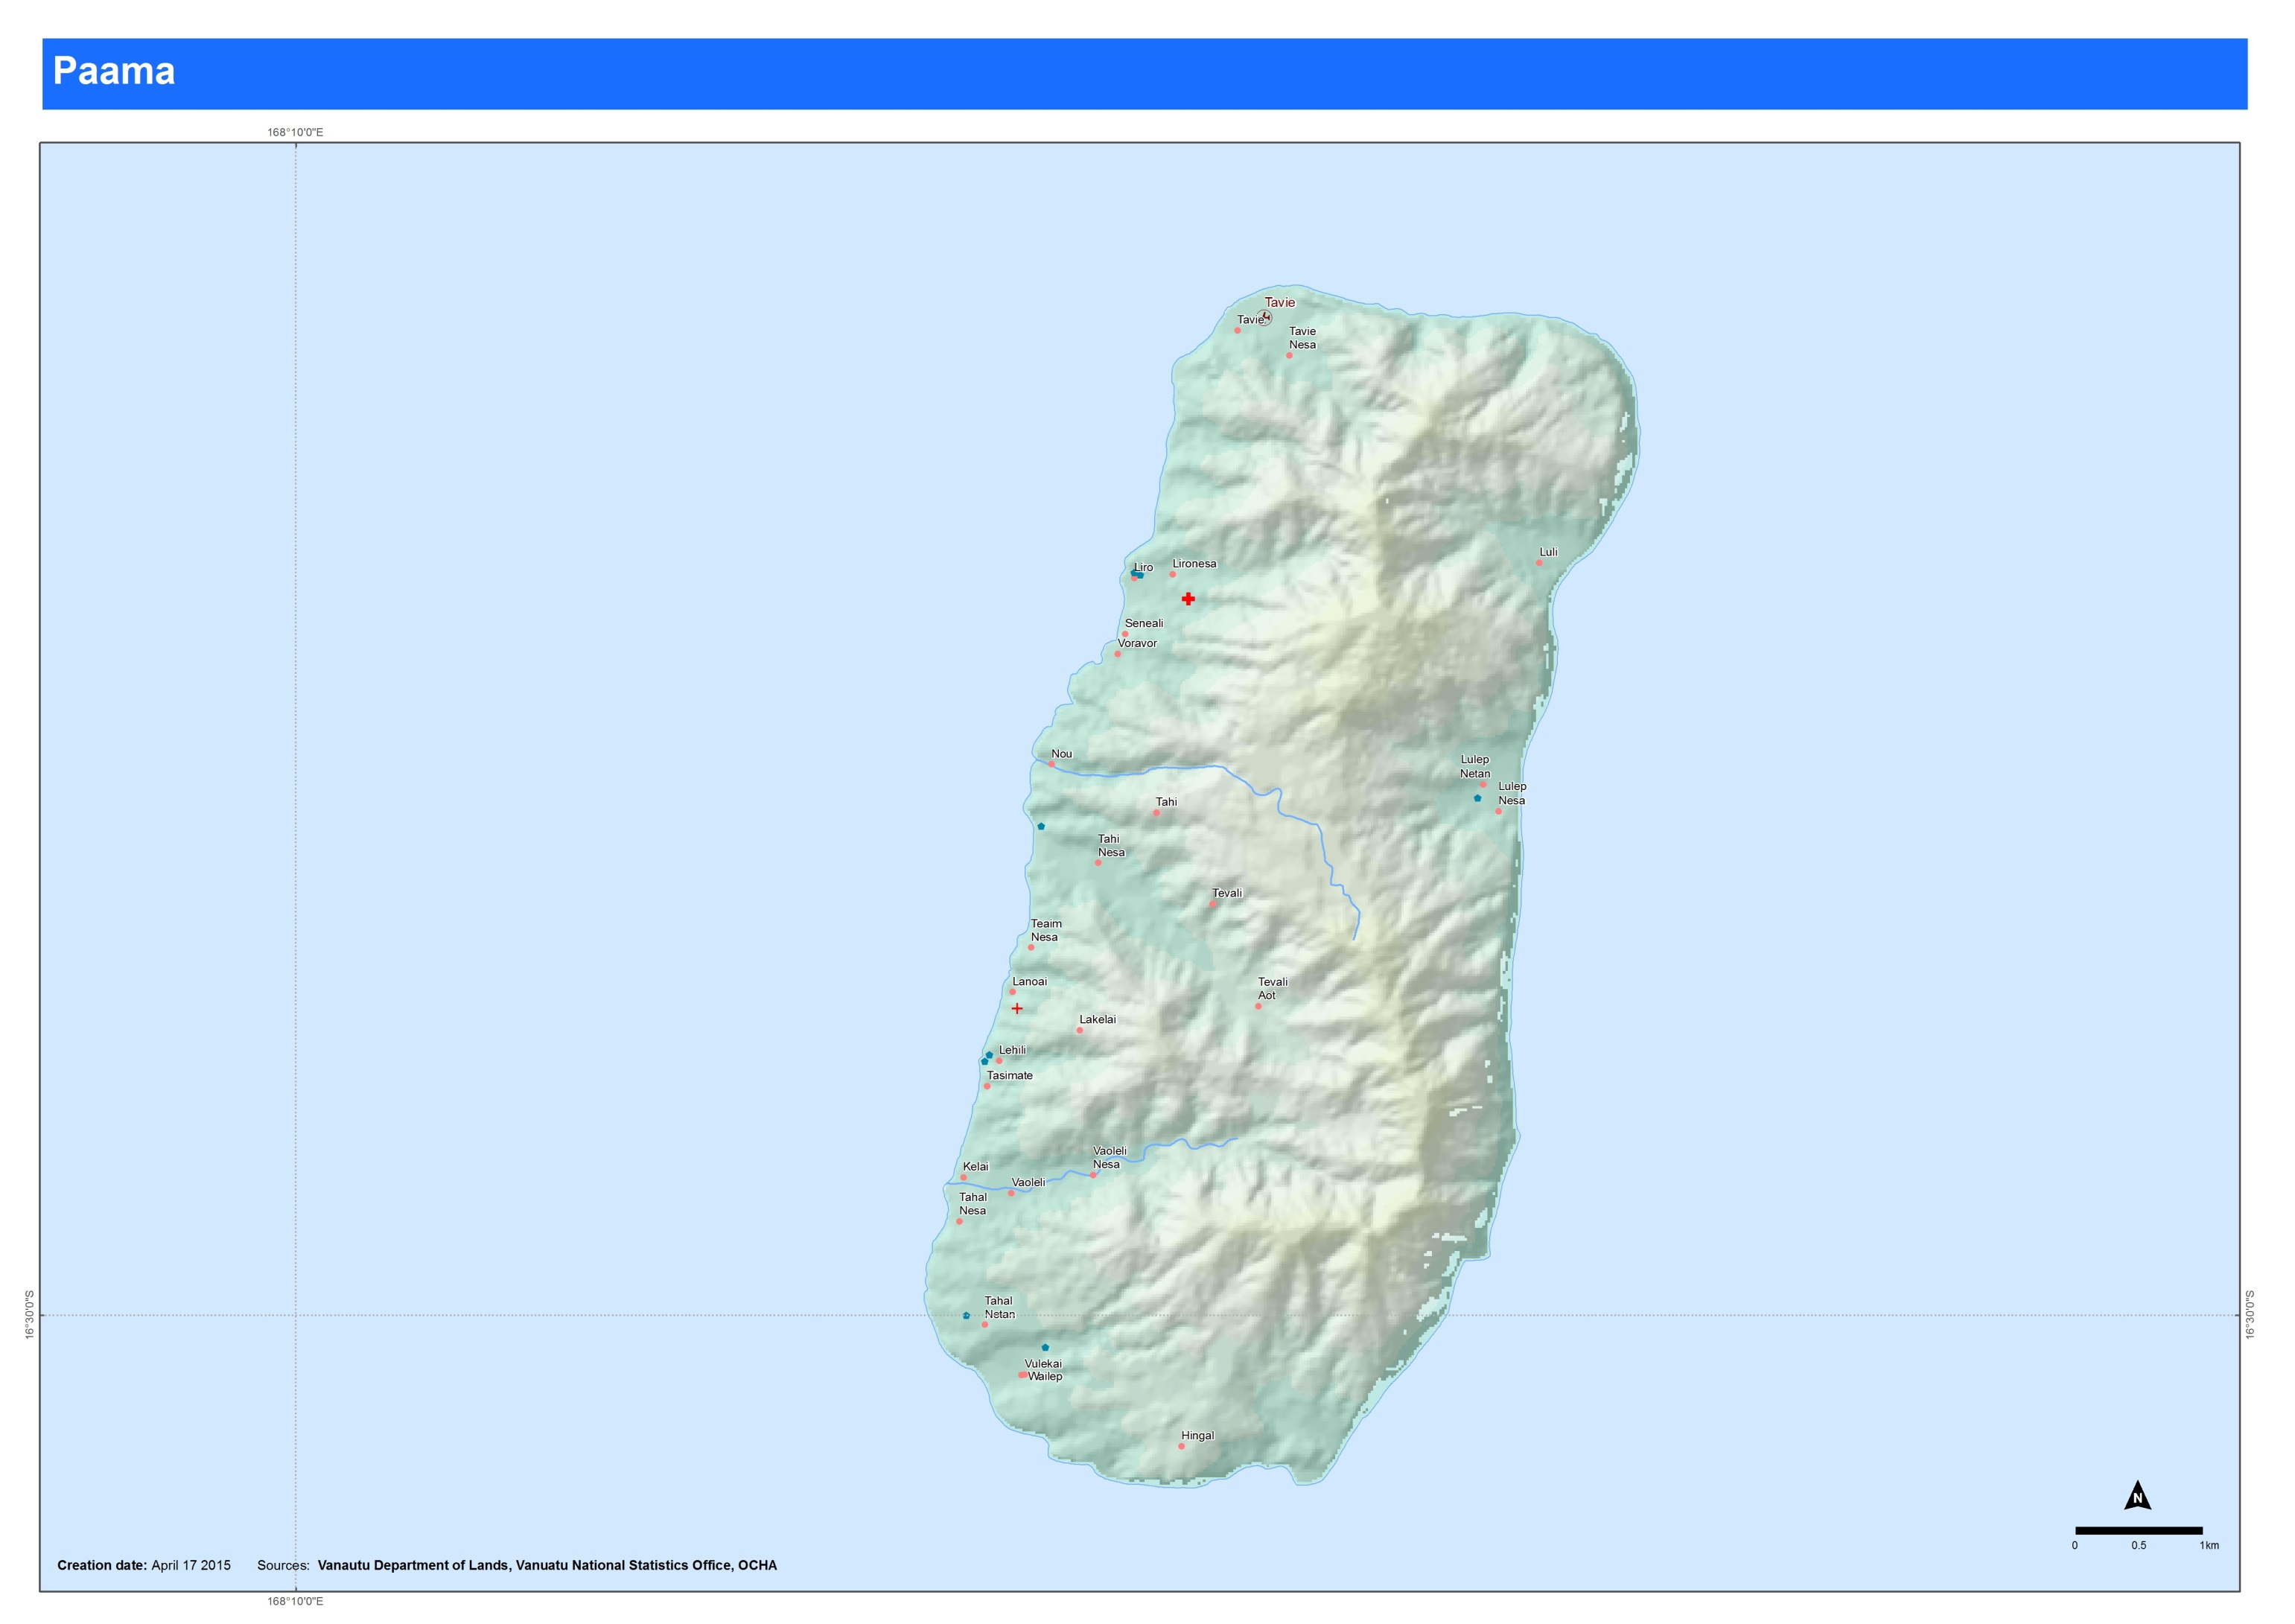 Paama
168°10'0"E
Tavie
Tavie
Tavie
Nesa
Luli
Liro
Lironesa
Seneali
Voravor
Nou
Lulep
Netan
Lulep
Nesa
Tahi
Tahi
Nesa
Tevali
Teaim
Nesa
Lanoai
Tevali
Aot
Lakelai
Lehili
Tasimate
Vaoleli
Nesa
Kelai
Vaoleli
Tahal
Nesa
16°30'0"S
16°30'0"S
Tahal
Netan
Vulekai
Wailep
Hingal
N
0 0.5 1km
Creation date: April 17 2015 Sources: Vanautu Department of Lands, Vanuatu National Statistics Office, OCHA
168°10'0"E